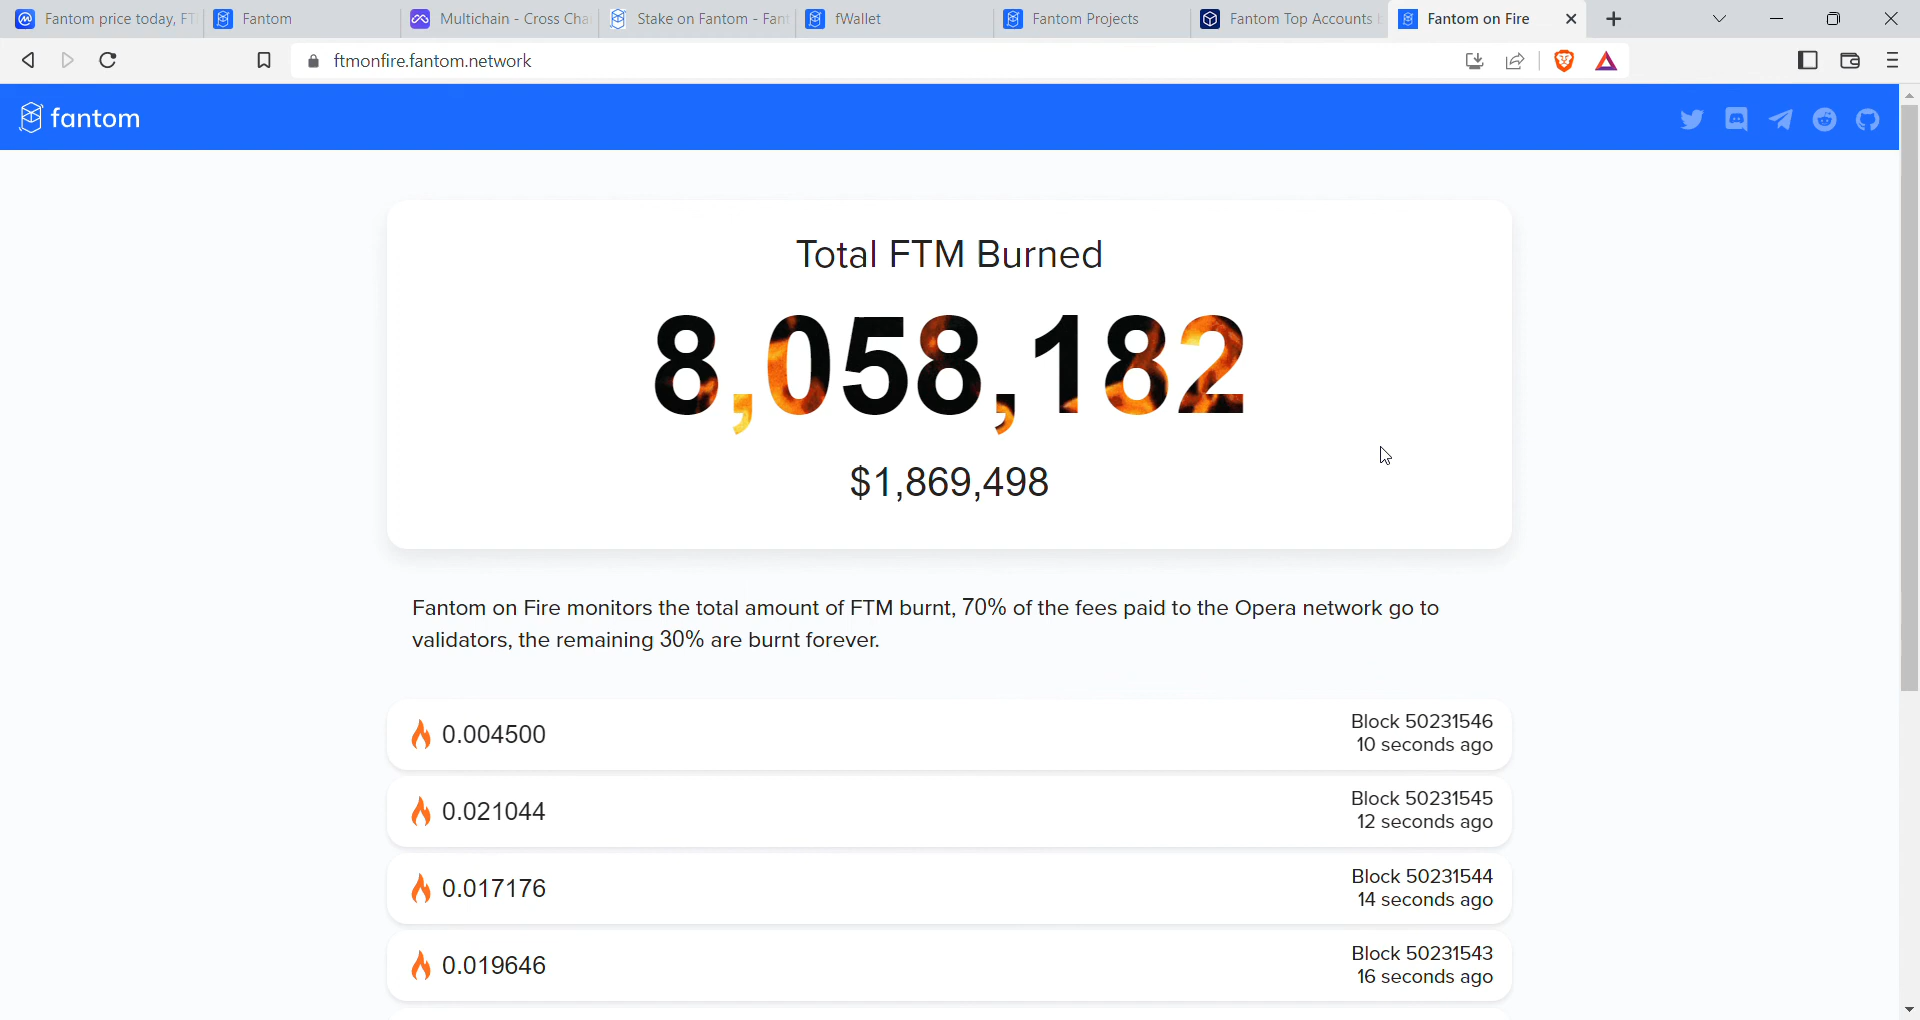 Fantom price today, FT
Fantom
Multichain - Cross Cha
Stake on Fantom - Fant
fWallet
Fantom Projects
Fantom Top Accounts b
Fantom on Fire
ftmonfire.fantom.network
fantom
Total FTM Burned
8,058,182
$1,869,498
Fantom on Fire monitors the total amount of FTM burnt, 70% of the fees paid to the Opera network go to
validators, the remaining 30% are burnt forever.
0.004500
Block 50231546
10 seconds ago
0.021044
Block 50231545
12 seconds ago
0.017176
Block 50231544
14 seconds ago
0.019646
Block 50231543
16 seconds ago